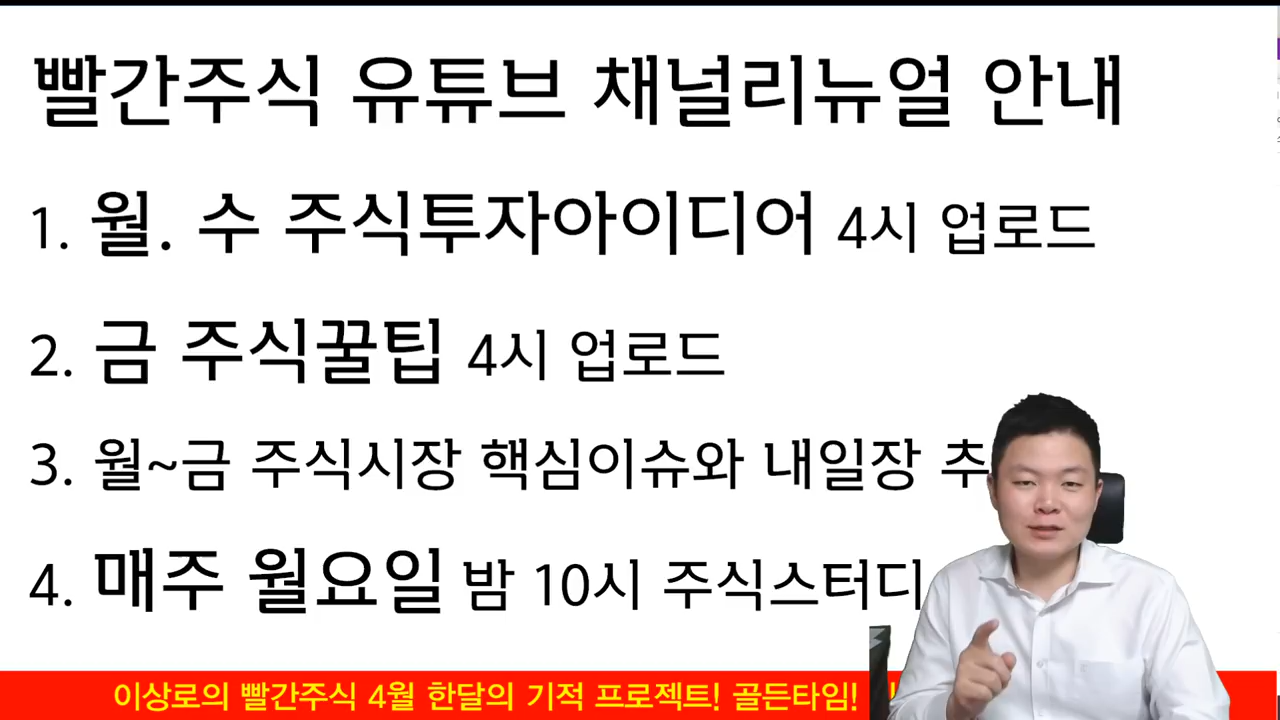 빨간주식 유튜브 채널리뉴얼 안내
1. 월. 수 주식투자아이디어 4시 업로드
2. 금 주식꿀팁 4시 업로드
3. 월~금 주식시장 핵심이슈와 내일장 추
4. 매주 월요일 밤 10시 주식스터디
이상로의 빨간주식 4월 한달의 기적 프로젝트! 골든타임!